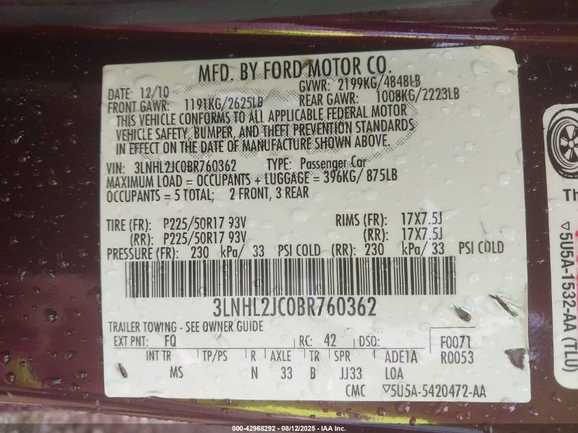 MFD. BY FORD MOTOR CO.
DATE: 12/10 GVWR: 2199KG/4848LB
FRONT GAWR: 1191KG/2625LB REAR GAWR: 1008KG/2223LB
THIS VEHICLE CONFORMS TO ALL APPLICABLE FEDERAL MOTOR
VEHICLE SAFETY, BUMPER, AND THEFT PREVENTION STANDARDS
IN EFFECT ON THE DATE OF MANUFACTURE SHOWN ABOVE.
VIN: 3LNHL2JC0BR760362 TYPE: Passenger Car
MAXIMUM LOAD = OCCUPANTS + LUGGAGE = 396KG/ 875LB
OCCUPANTS = 5 TOTAL: 2 FRONT, 3 REAR
TIRE (FR): P225/50R17 93V RIMS (FR): 17X7.5J
(RR): P225/50R17 93V (RR): 17X7.5J
PRESSURE (FR): 230 kPa/ 33 PSI COLD (RR): 230 kPa/ 33 PSI COLD
3LNHL2JC0BR760362
TRAILER TOWING - SEE OWNER GUIDE
EXT PNT: FQ RC: 42 DSO: F0071
INT TR TP/PS R AXLE TR SPR ADE1A R0053
MS N 33 B JJ33 LOA
CMC ▽5U5A-5420472-AA
▽5U5A-1532-AA (TLU)
000-42968292 - 08/12/2025 - IAAI.COM